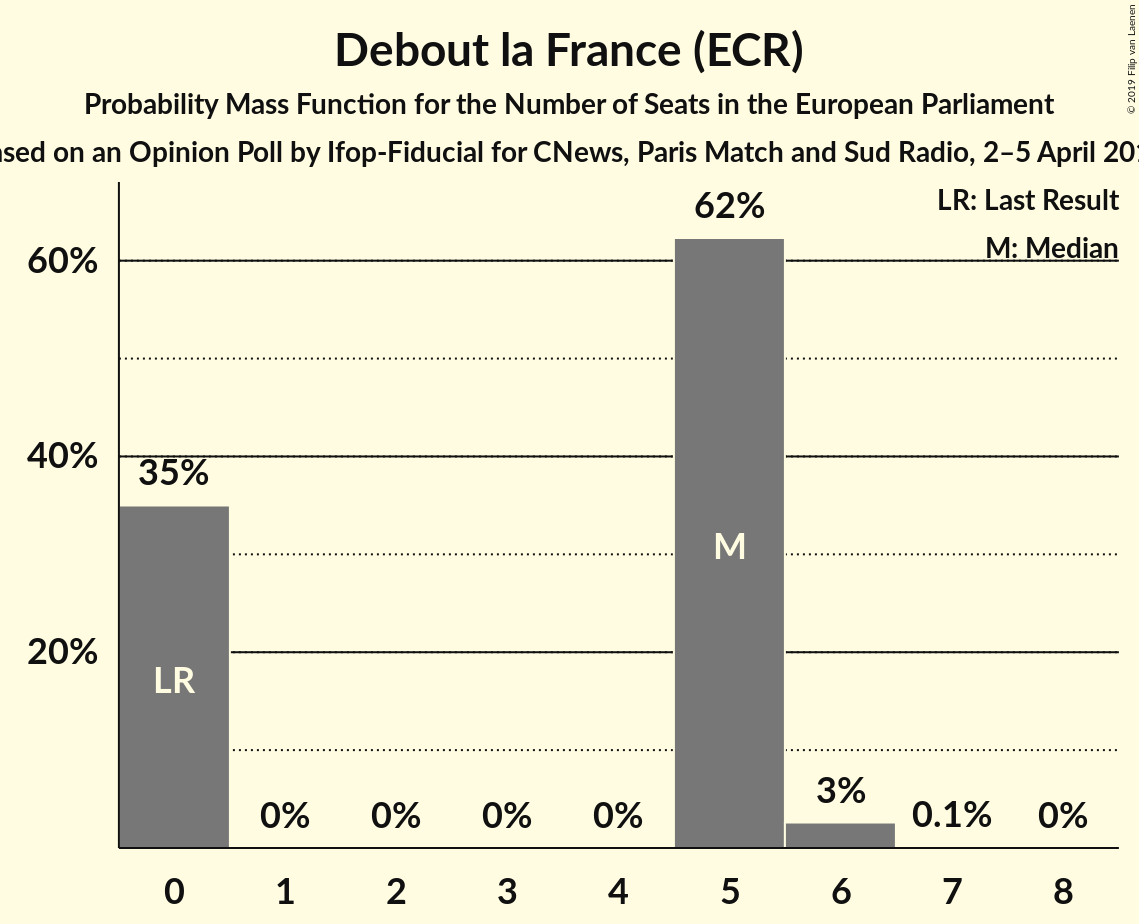 Debout la France (ECR)
Probability Mass Function for the Number of Seats in the European Parliament
on an Opinion Poll by Ifop-Fiducial for CNews, Paris Match and Sud Radio, 2–5 April
© 2019 Filip van Laenen
LR: Last Result
M: Median
60%
40%
20%
35%
0%
0%
0%
0%
62%
3%
0.1%
0%
LR
M
0 1 2 3 4 5 6 7 8